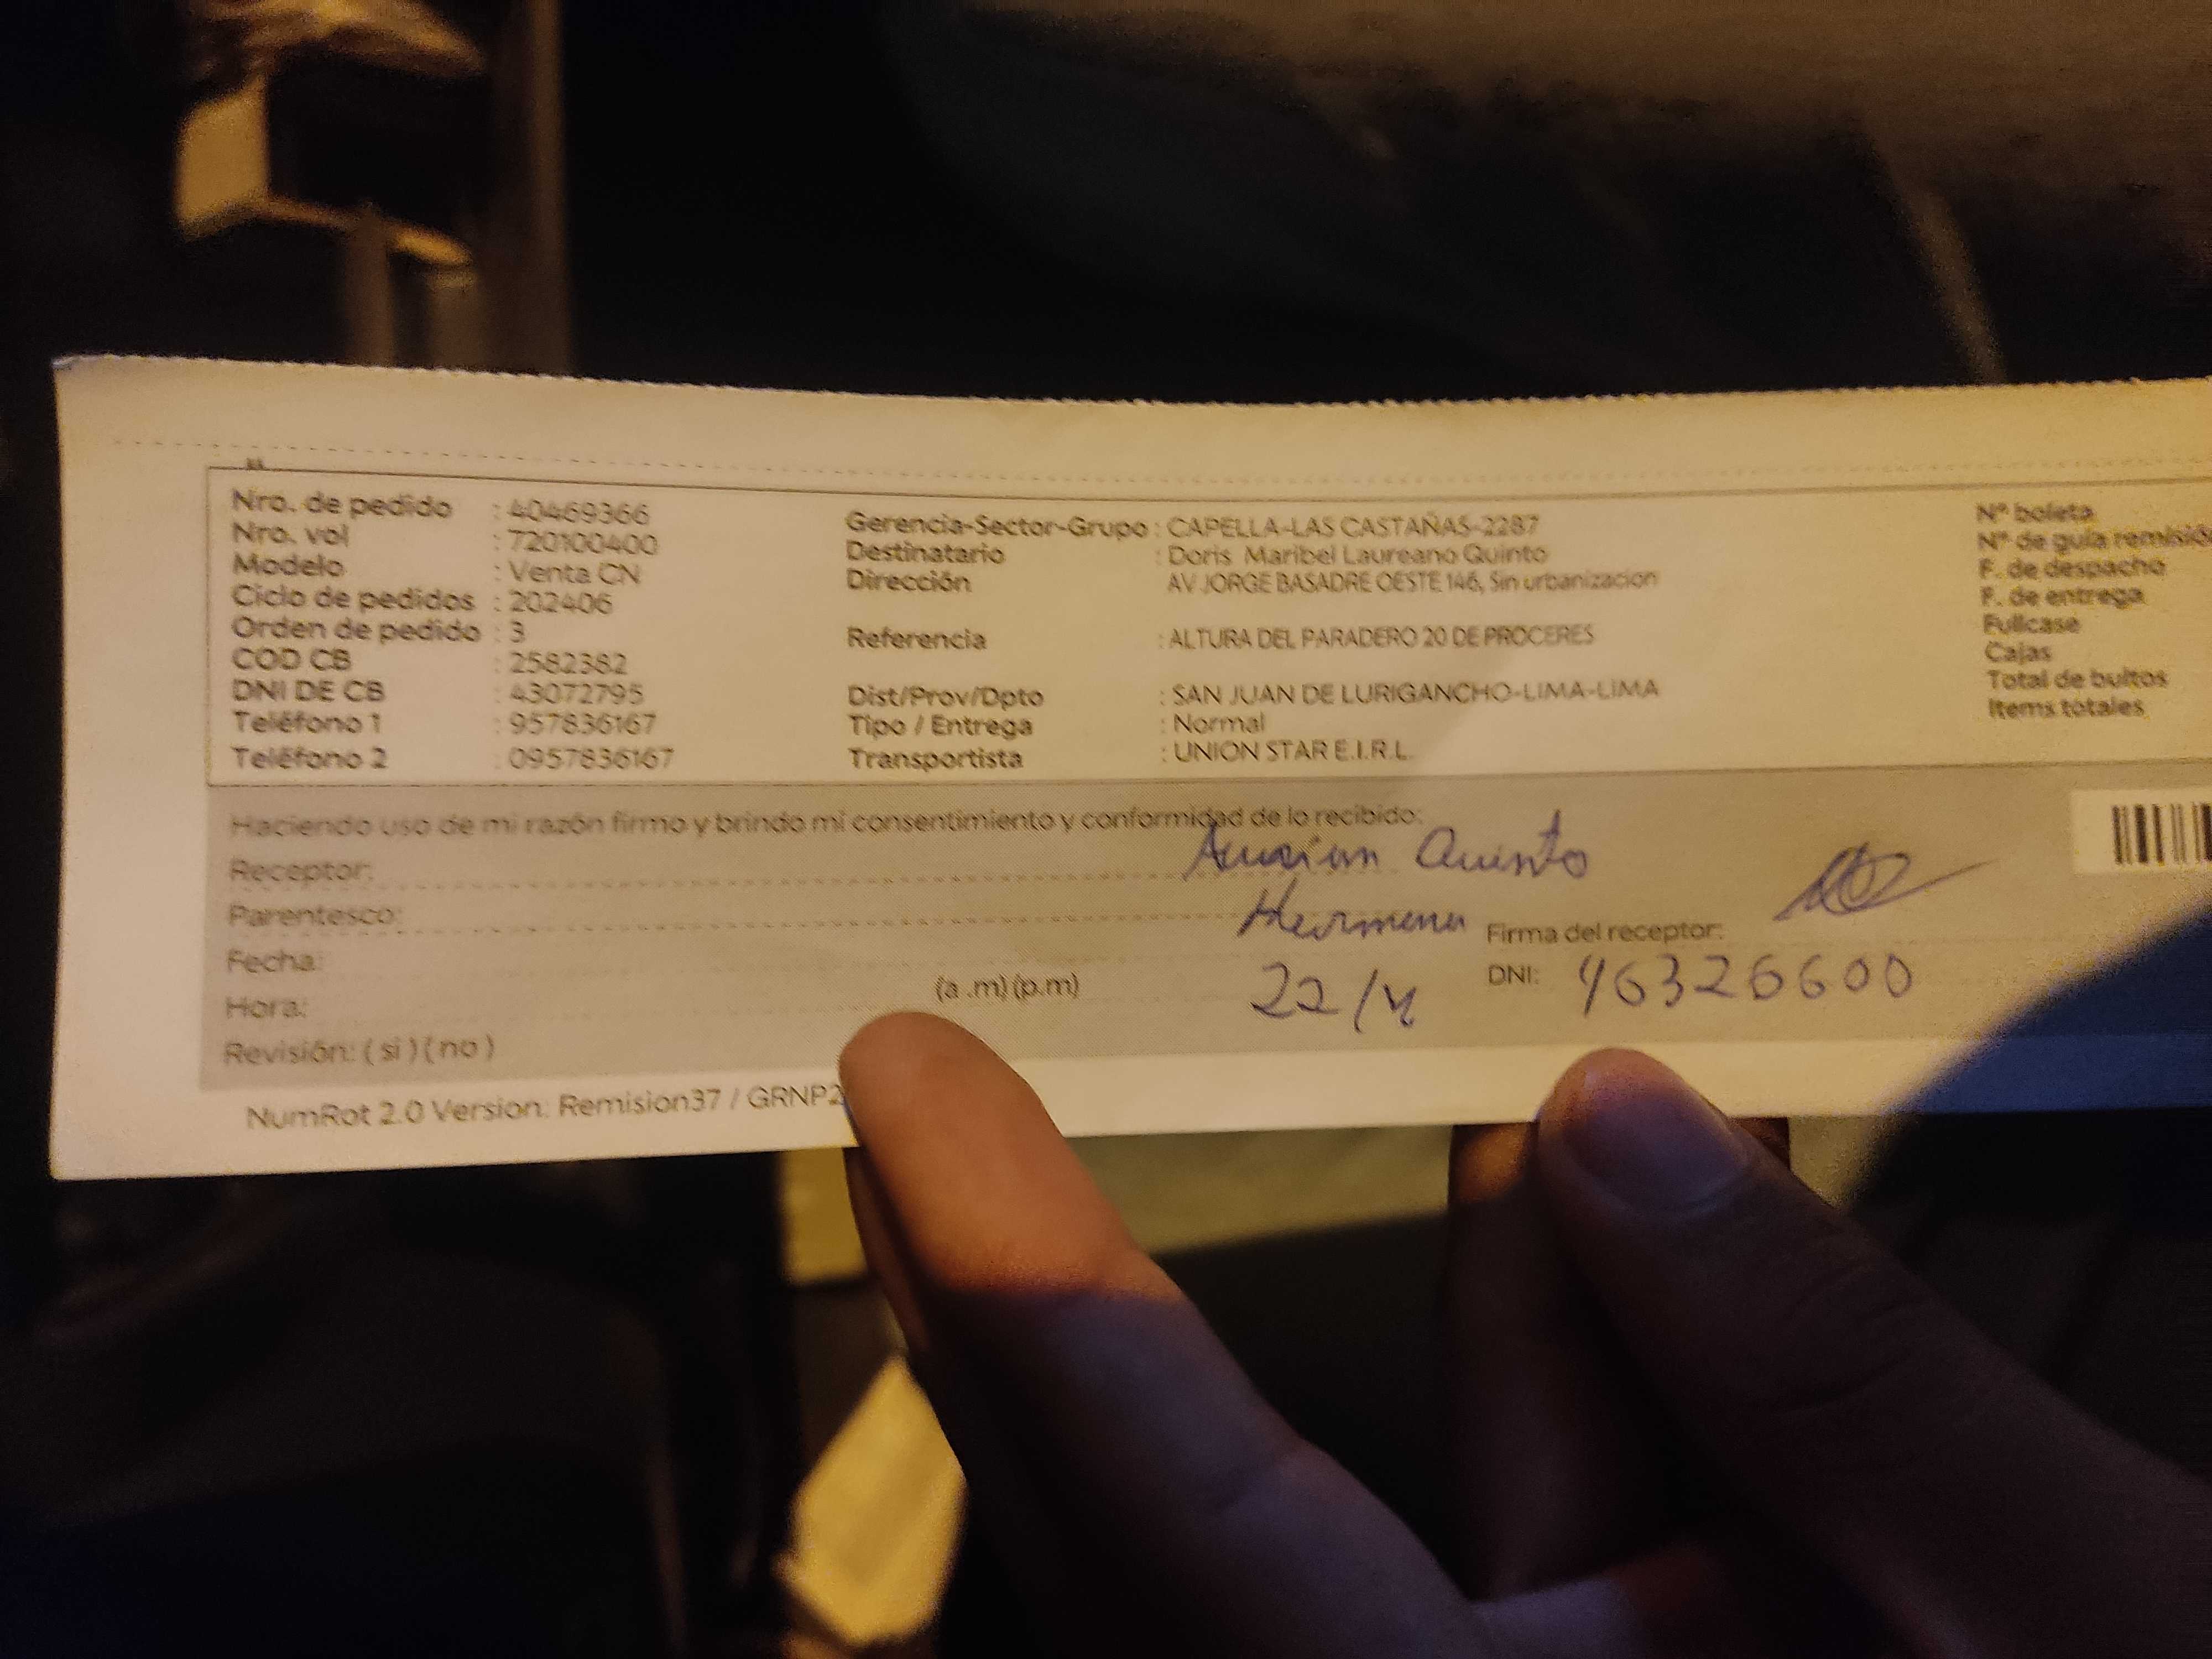 Nro. de pedido : 40469366
Nro. vol : 720100400
Modelo : Venta CN
Ciclo de pedidos : 202406
Orden de pedido : 3
COD CB : 2582382
DNI DE CB : 43072795
Teléfono 1 : 957836167
Teléfono 2 : 0957836167
Gerencia-Sector-Grupo : CAPELLA-LAS CASTAÑAS-2287
Destinatario : Doris Maribel Laureano Quinto
Dirección AV JORGE BASADRE OESTE 146, Sin urbanizacion
Referencia : ALTURA DEL PARADERO 20 DE PROCERES
Dist/Prov/Dpto : SAN JUAN DE LURIGANCHO-LIMA-LIMA
Tipo / Entrega : Normal
Transportista : UNION STAR E.I.R.L.
Nº boleta
Nº de guía remisión
F. de despacho
F. de entrega
Fullcase
Cajas
Total de bultos
Items totales
Haciendo uso de mi razón firmo y brindo mi consentimiento y conformidad de lo recibido:
Receptor: Quinto
Parentesco: Hermana
Firma del receptor:
Fecha: 22/4
DNI: 46326600
Hora: (a .m) (p.m)
Revisión: ( si ) ( no )
NumRot 2.0 Version: Remision37 / GRNP2